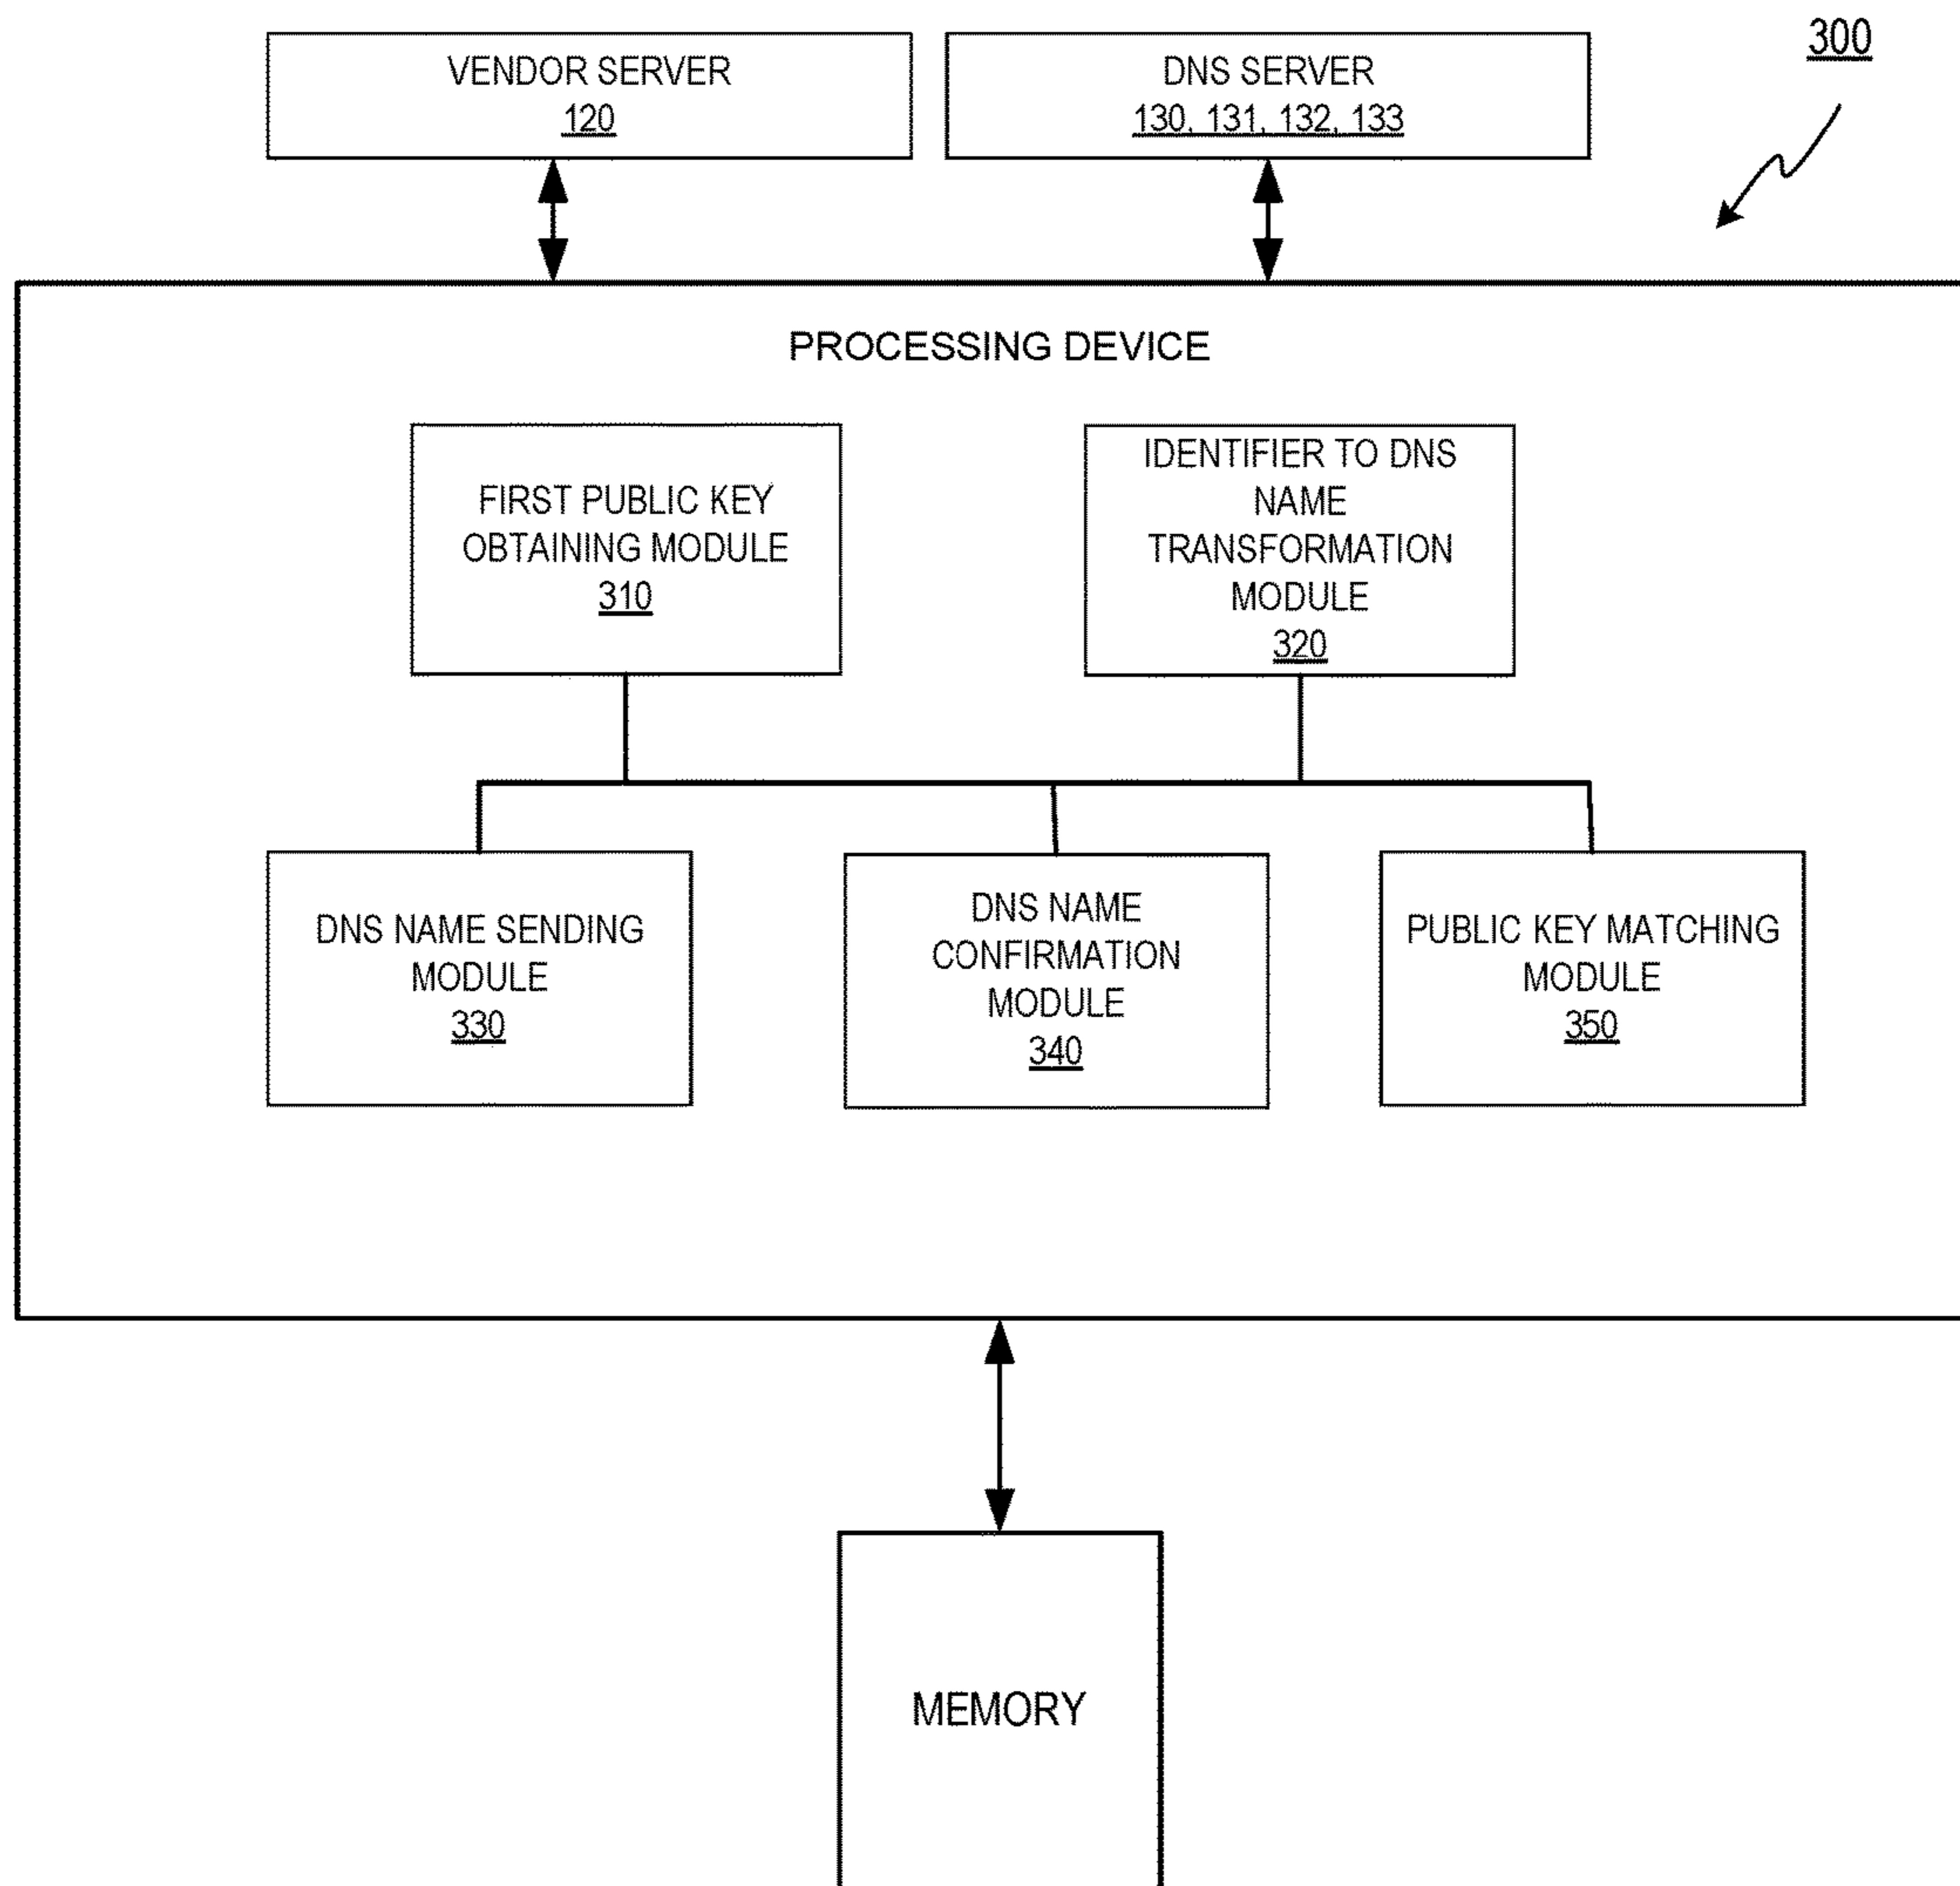 300
VENDOR SERVER
120
DNS SERVER
130, 131, 132, 133
PROCESSING DEVICE
FIRST PUBLIC KEY
OBTAINING MODULE
310
IDENTIFIER TO DNS
NAME
TRANSFORMATION
MODULE
320
DNS NAME SENDING
MODULE
330
DNS NAME
CONFIRMATION
MODULE
340
PUBLIC KEY MATCHING
MODULE
350
MEMORY